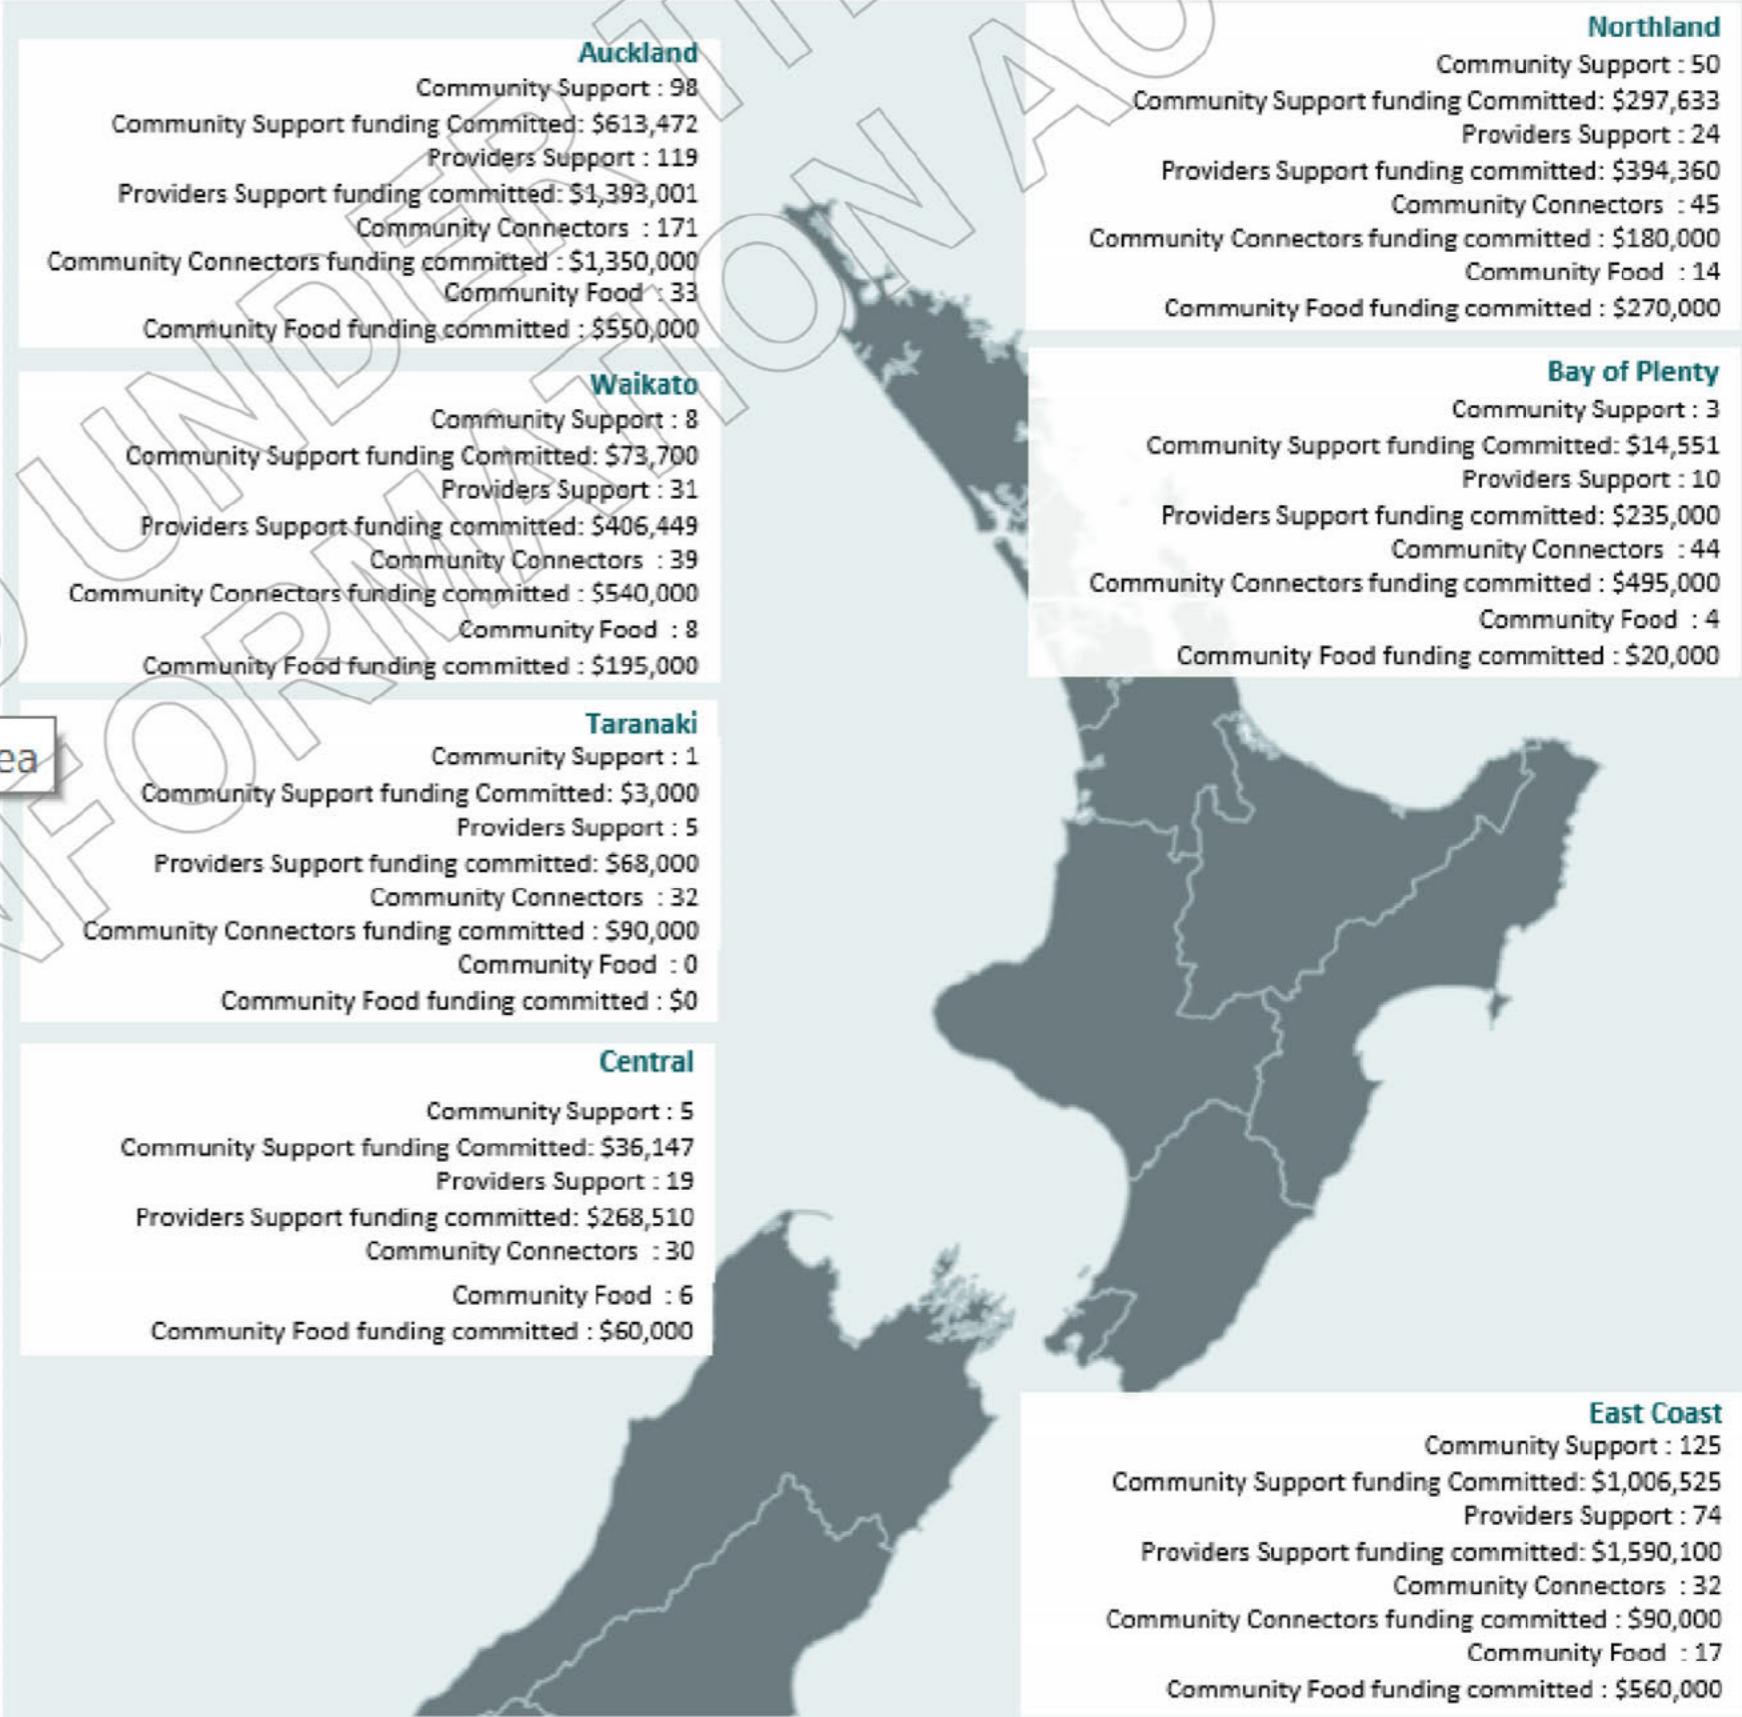 Auckland
Community Support : 98
Community Support funding Committed: $613,472
Providers Support : 119
Providers Support funding committed: $1,393,001
Community Connectors : 171
Community Connectors funding committed : $1,350,000
Community Food : 33
Community Food funding committed : $550,000
Northland
Community Support : 50
Community Support funding Committed: $297,633
Providers Support : 24
Providers Support funding committed: $394,360
Community Connectors : 45
Community Connectors funding committed : $180,000
Community Food : 14
Community Food funding committed : $270,000
Waikato
Community Support : 8
Community Support funding Committed: $73,700
Providers Support : 31
Providers Support funding committed: $406,449
Community Connectors : 39
Community Connectors funding committed : $540,000
Community Food : 8
Community Food funding committed : $195,000
Bay of Plenty
Community Support : 3
Community Support funding Committed: $14,551
Providers Support : 10
Providers Support funding committed: $235,000
Community Connectors : 44
Community Connectors funding committed : $495,000
Community Food : 4
Community Food funding committed : $20,000
Taranaki
Community Support : 1
Community Support funding Committed: $3,000
Providers Support : 5
Providers Support funding committed: $68,000
Community Connectors : 32
Community Connectors funding committed : $90,000
Community Food : 0
Community Food funding committed : $0
ea
Central
Community Support : 5
Community Support funding Committed: $36,147
Providers Support : 19
Providers Support funding committed: $268,510
Community Connectors : 30
Community Food : 6
Community Food funding committed : $60,000
East Coast
Community Support : 125
Community Support funding Committed: $1,006,525
Providers Support : 74
Providers Support funding committed: $1,590,100
Community Connectors : 32
Community Connectors funding committed : $90,000
Community Food : 17
Community Food funding committed : $560,000
UNDER
NFORMATION